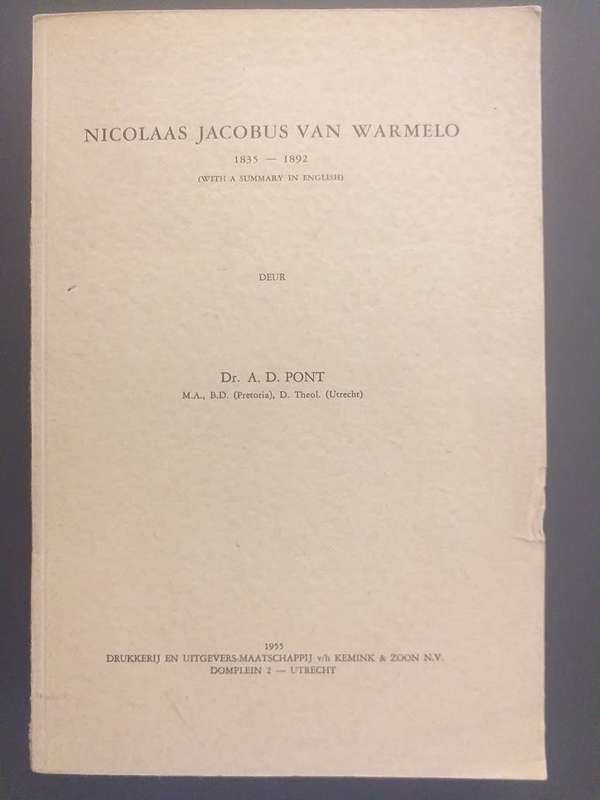 NICOLAAS JACOBUS VAN WARMELO
1835 — 1892
(WITH A SUMMARY IN ENGLISH)
DEUR
Dr. A. D. PONT
M.A., B.D. (Pretoria), D. Theol. (Utrecht)
1955
DRUKKERIJ EN UITGEVERS-MAATSCHAPPIJ v/h KEMINK & ZOON N.V.
DOMPLEIN 2 — UTRECHT